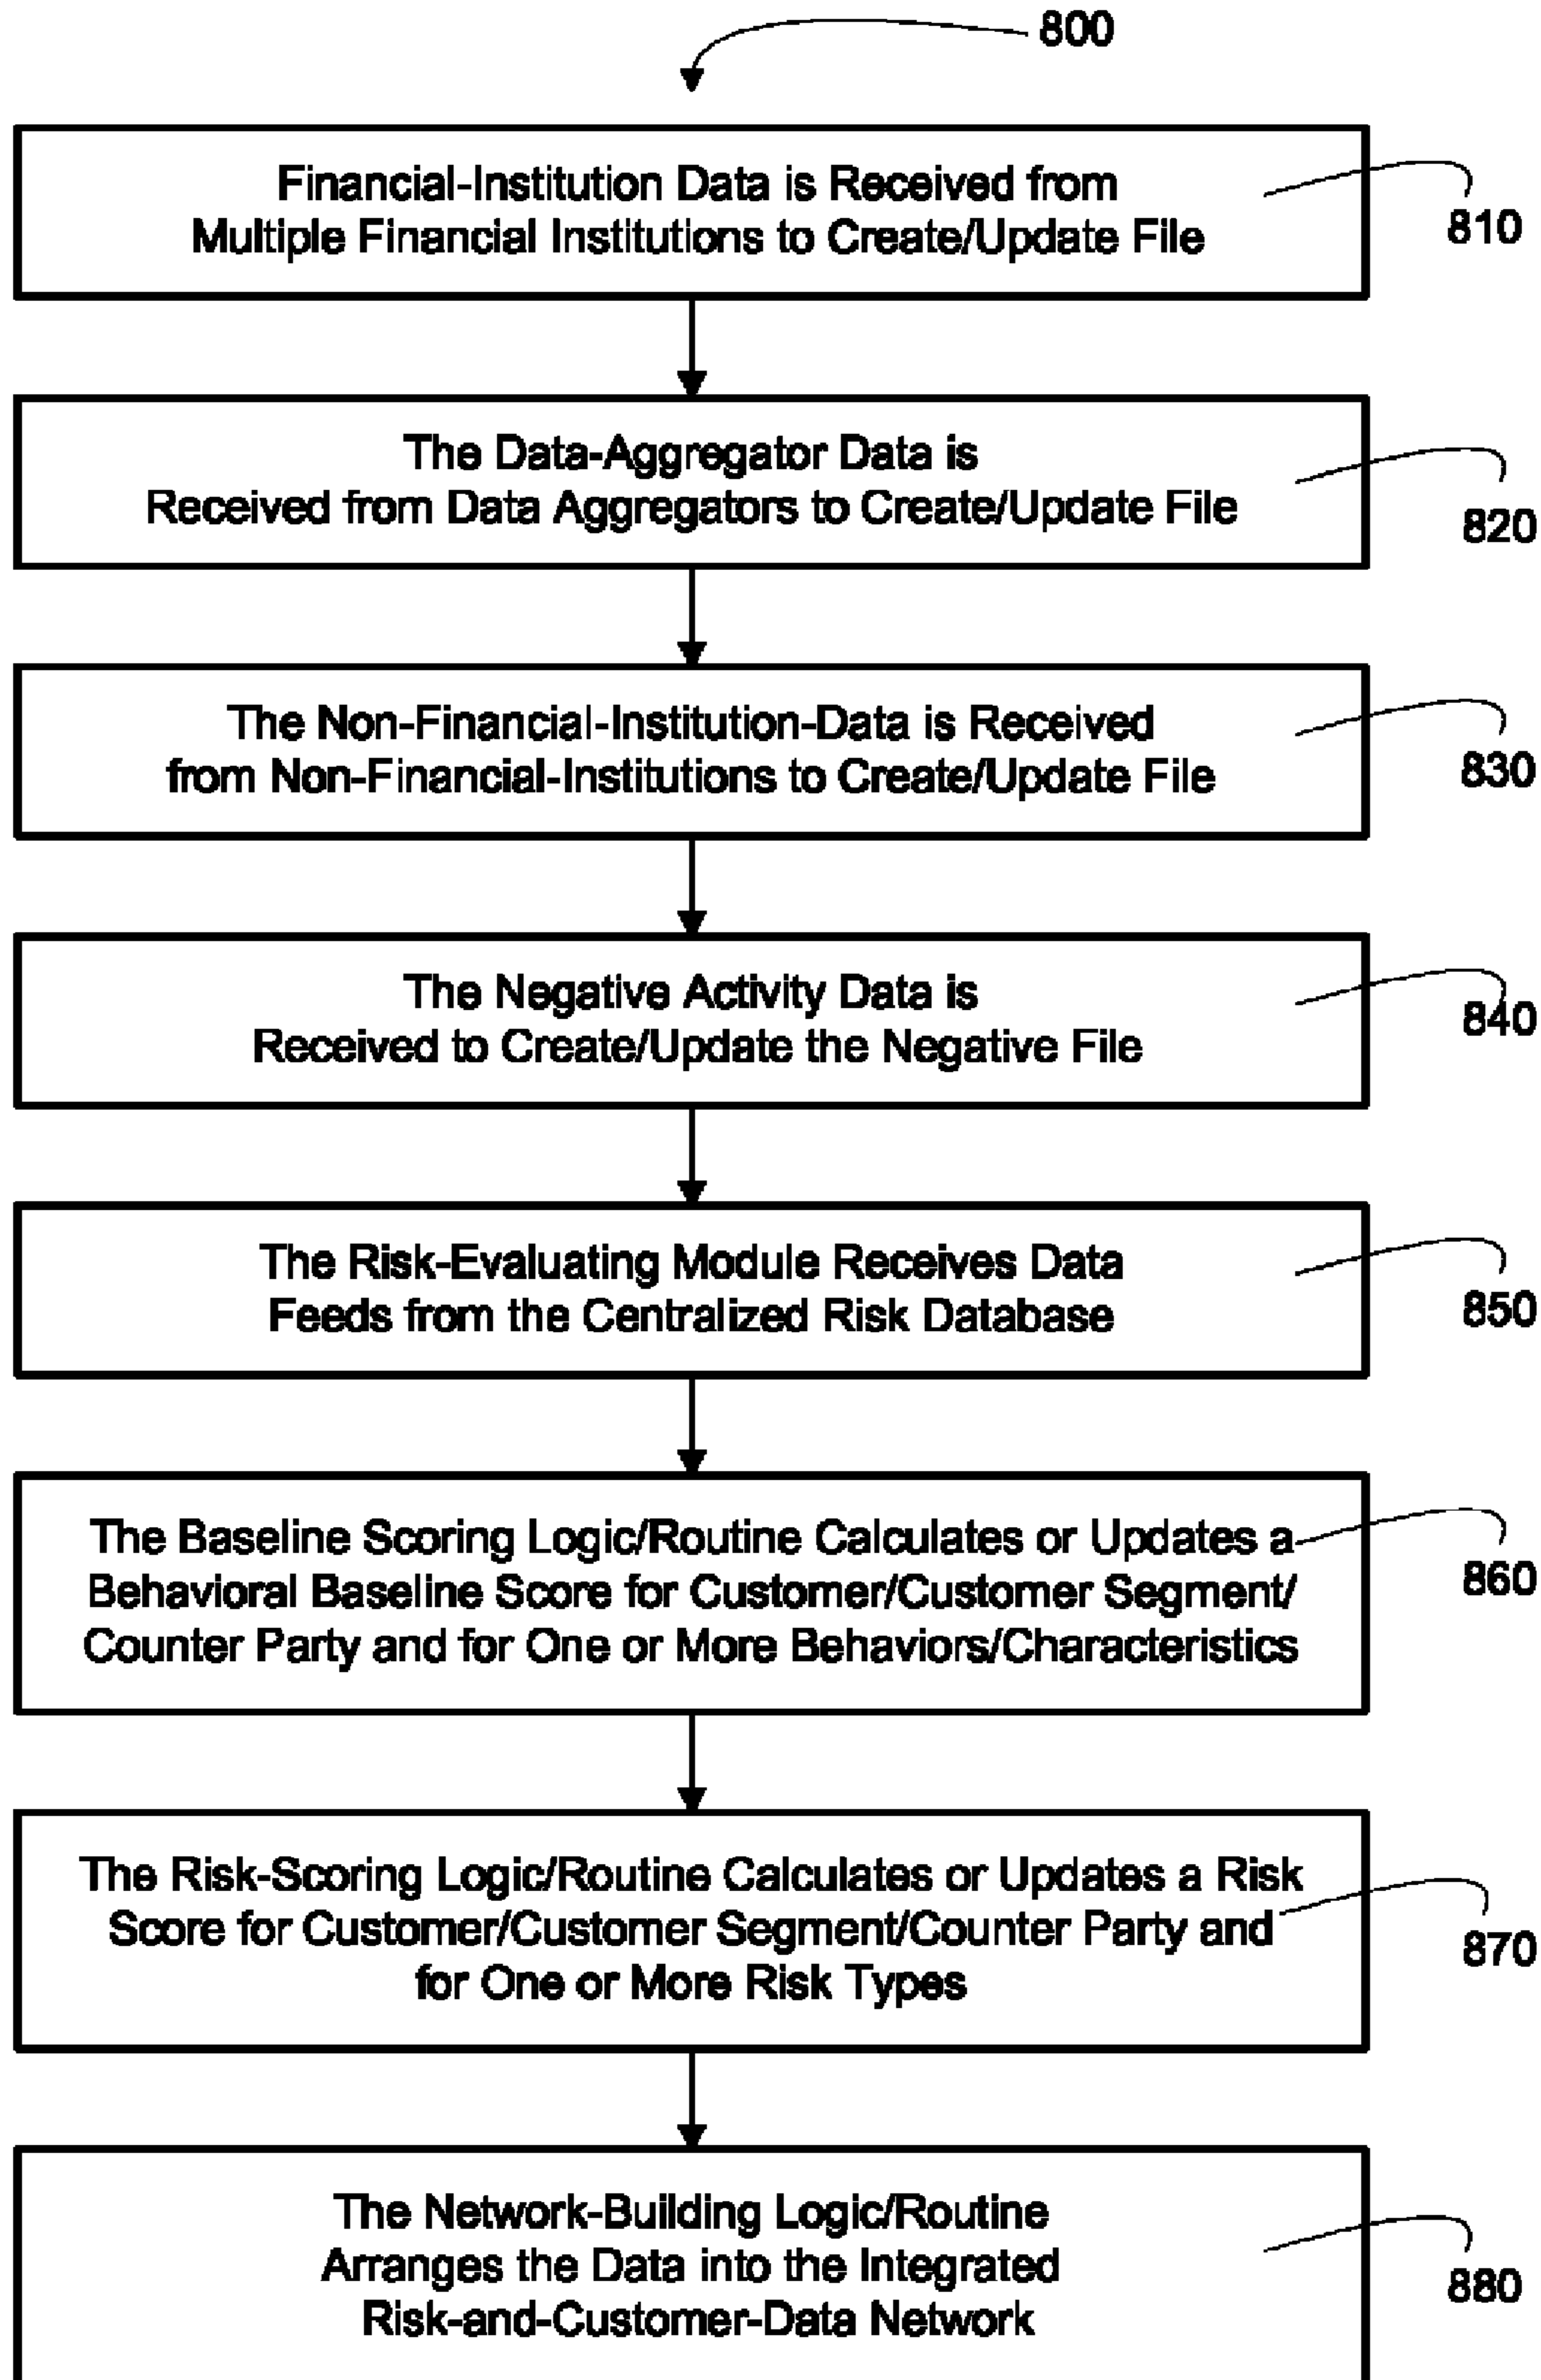 800
Financial-Institution Data is Received from
Multiple Financial Institutions to Create/Update File
810
The Data-Aggregator Data is
Received from Data Aggregators to Create/Update File
820
The Non-Financial-Institution-Data is Received
from Non-Financial-Institutions to Create/Update File
830
The Negative Activity Data is
Received to Create/Update the Negative File
840
The Risk-Evaluating Module Receives Data
Feeds from the Centralized Risk Database
850
The Baseline Scoring Logic/Routine Calculates or Updates a
Behavioral Baseline Score for Customer/Customer Segment/
Counter Party and for One or More Behaviors/Characteristics
860
The Risk-Scoring Logic/Routine Calculates or Updates a Risk
Score for Customer/Customer Segment/Counter Party and
for One or More Risk Types
870
The Network-Building Logic/Routine
Arranges the Data into the Integrated
Risk-and-Customer-Data Network
880